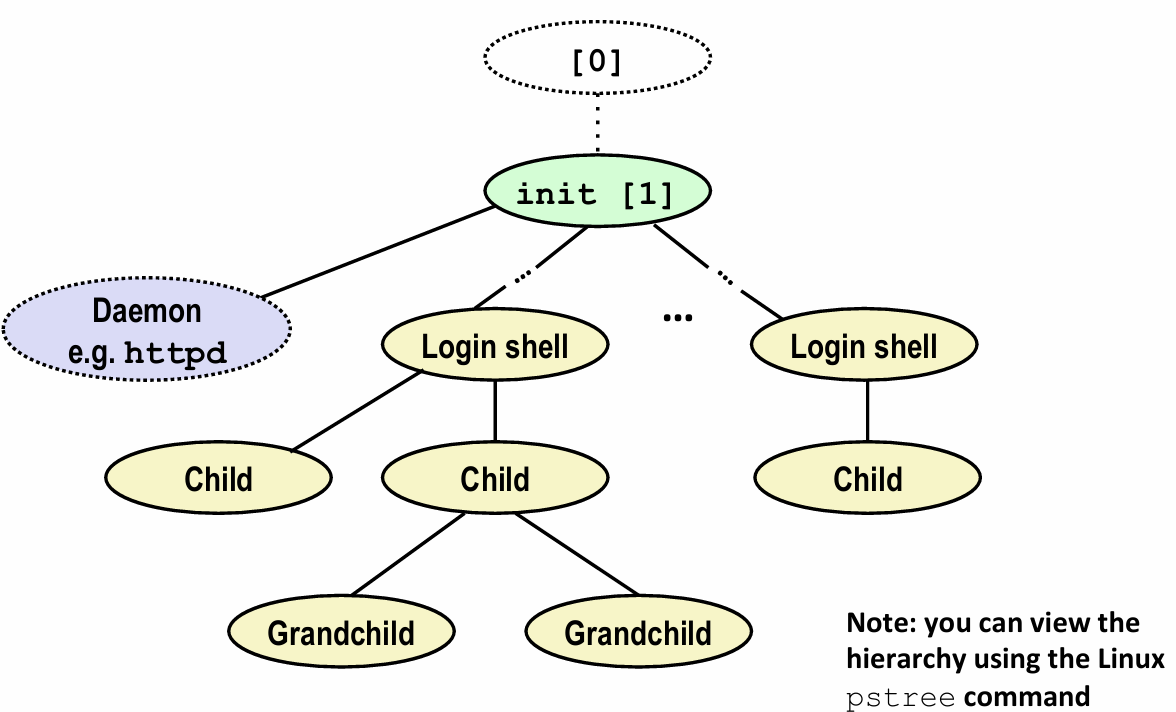 [0]
init [1]
Daemon
e.g. httpd
Login shell
...
Login shell
Child
Child
Child
Grandchild
Grandchild
Note: you can view the
hierarchy using the Linux
pstree command